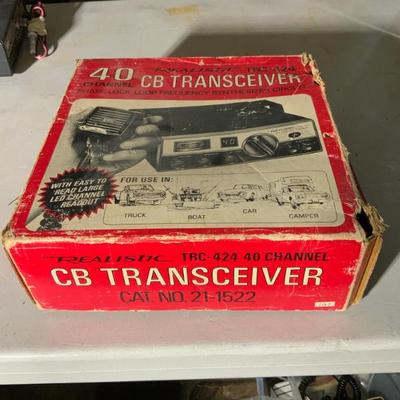 40 REALISTIC TRC-424
CHANNEL CB TRANSCEIVER
PHASE LOCK LOOP FREQUENCY SYNTHESIZER CIRCUIT
40
WITH EASY TO
READ LARGE
LED CHANNEL
READOUT
FOR USE IN:
TRUCK BOAT CAR CAMPER
REALISTIC TRC-424 40 CHANNEL
CB TRANSCEIVER
CAT. NO. 21-1522